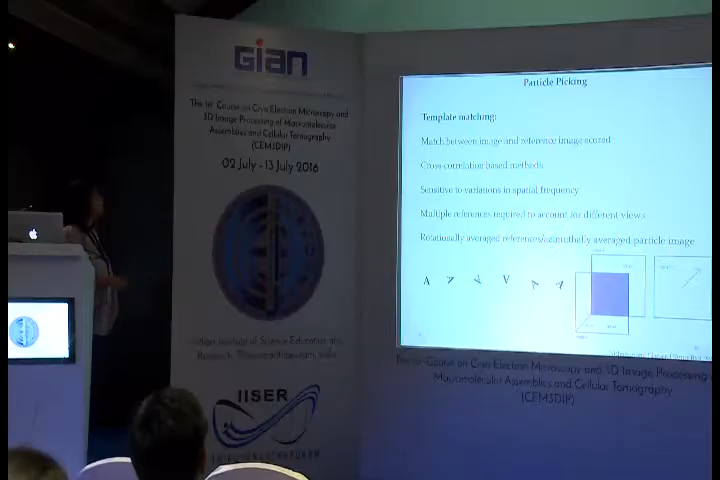 GIAN
The 1st Course on Cryo Electron Microscopy and
3D Image Processing of Macromolecular
Assemblies and Cellular Tomography
(CEM3DIP)
02 July - 13 July 2016
Indian Institute of Science Education and
Research, Thiruvananthapuram, India
IISER
Particle Picking
Template matching:
Match between image and reference image scored
Cross-correlation based methods
Sensitive to variations in spatial frequency
Multiple references required to account for different views
Rotationally averaged references/azimuthally averaged particle image
A
Course on Cryo Electron Microscopy and 3D Image Processing
Macromolecular Assemblies and Cellular Tomography
(CEM3DIP)